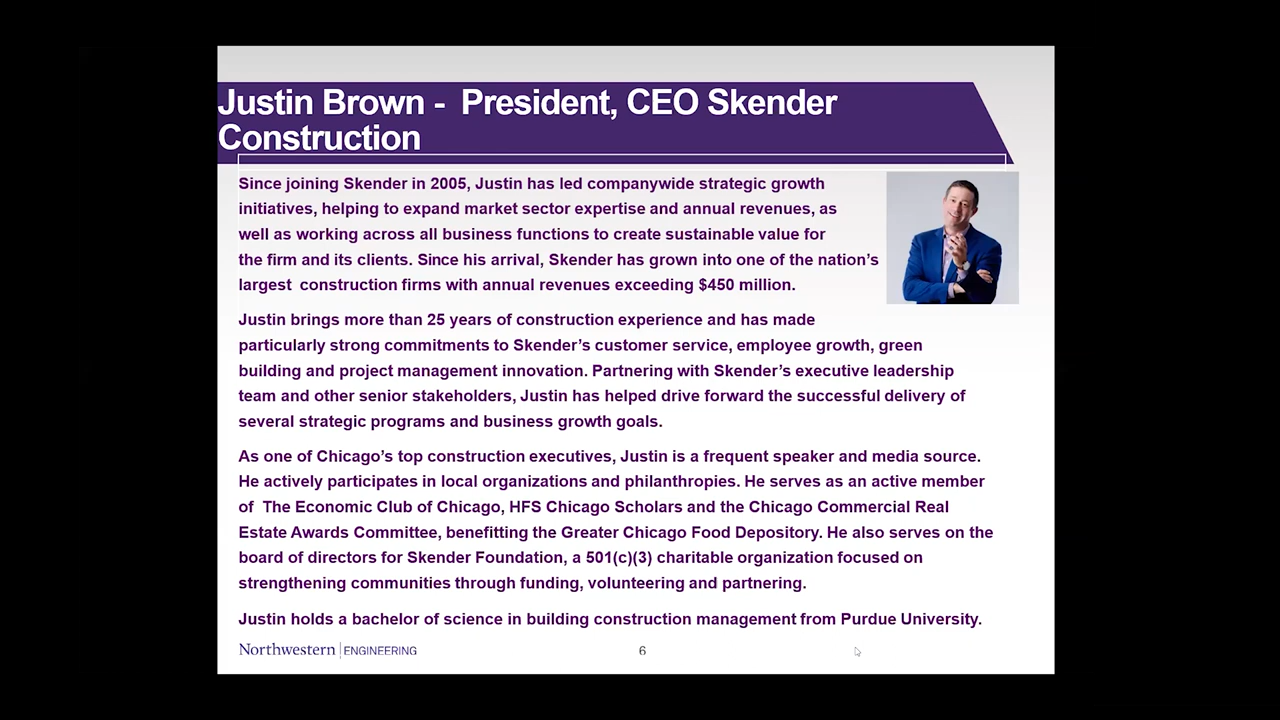 Justin Brown - President, CEO Skender
Construction
Since joining Skender in 2005, Justin has led companywide strategic growth
initiatives, helping to expand market sector expertise and annual revenues, as
well as working across all business functions to create sustainable value for
the firm and its clients. Since his arrival, Skender has grown into one of the nation’s
largest construction firms with annual revenues exceeding $450 million.
Justin brings more than 25 years of construction experience and has made
particularly strong commitments to Skender’s customer service, employee growth, green
building and project management innovation. Partnering with Skender’s executive leadership
team and other senior stakeholders, Justin has helped drive forward the successful delivery of
several strategic programs and business growth goals.
As one of Chicago’s top construction executives, Justin is a frequent speaker and media source.
He actively participates in local organizations and philanthropies. He serves as an active member
of The Economic Club of Chicago, HFS Chicago Scholars and the Chicago Commercial Real
Estate Awards Committee, benefitting the Greater Chicago Food Depository. He also serves on the
board of directors for Skender Foundation, a 501(c)(3) charitable organization focused on
strengthening communities through funding, volunteering and partnering.
Justin holds a bachelor of science in building construction management from Purdue University.
Northwestern | ENGINEERING
6